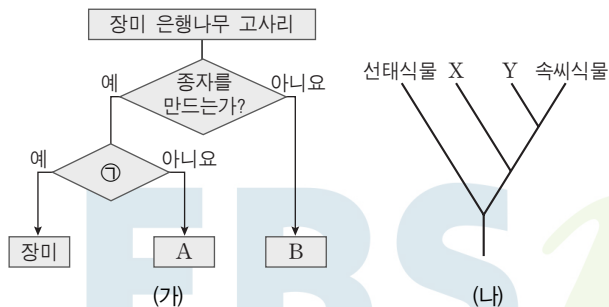 장미 은행나무 고사리
예 종자를 만드는가? 아니요
예 ㉠ 아니요
장미 A B
(가)
선태식물 X Y 속씨식물
(나)
EBS